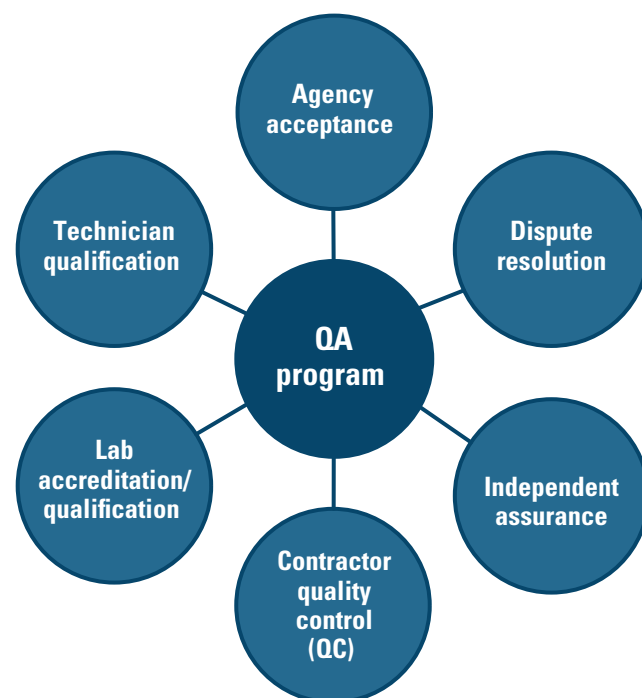 Agency
acceptance
Technician
qualification
Dispute
resolution
QA
program
Lab
accreditation/
qualification
Independent
assurance
Contractor
quality
control
(QC)